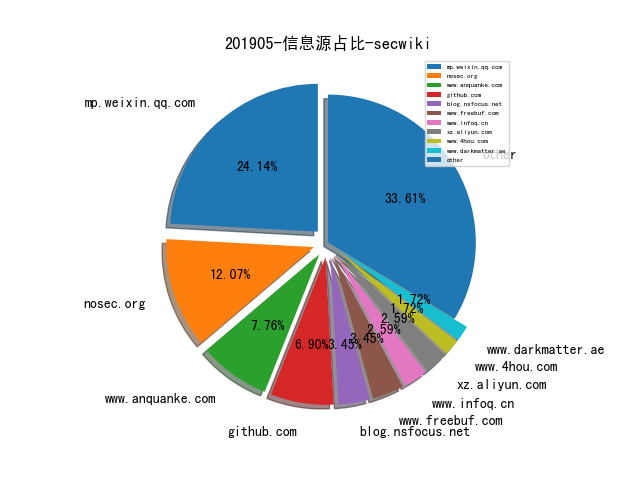 201905-信息源占比-secwiki
mp.weixin.qq.com
nosec.org
www.anquanke.com
github.com
blog.nsfocus.net
www.freebuf.com
www.infoq.cn
xz.aliyun.com
www.4hou.com
www.darkmatter.ae
other
mp.weixin.qq.com
other
24.14%
33.61%
12.07%
nosec.org
7.76%
6.90%
3.45%
3.45%
2.59%
2.59%
1.72%
1.72%
www.darkmatter.ae
www.4hou.com
xz.aliyun.com
www.anquanke.com
www.infoq.cn
www.freebuf.com
github.com
blog.nsfocus.net